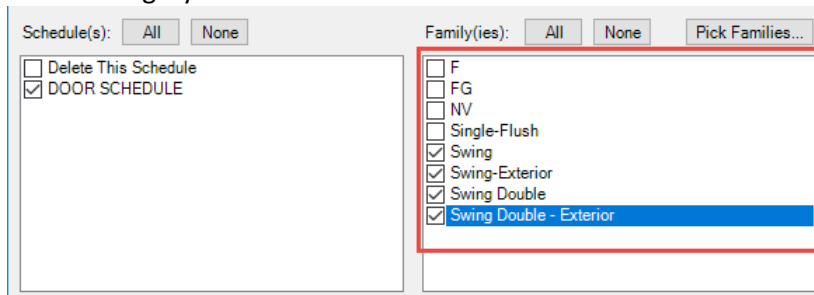 Schedule(s): All None
Delete This Schedule
DOOR SCHEDULE
Family(ies): All None Pick Families...
F
FG
NV
Single-Flush
Swing
Swing-Exterior
Swing Double
Swing Double - Exterior